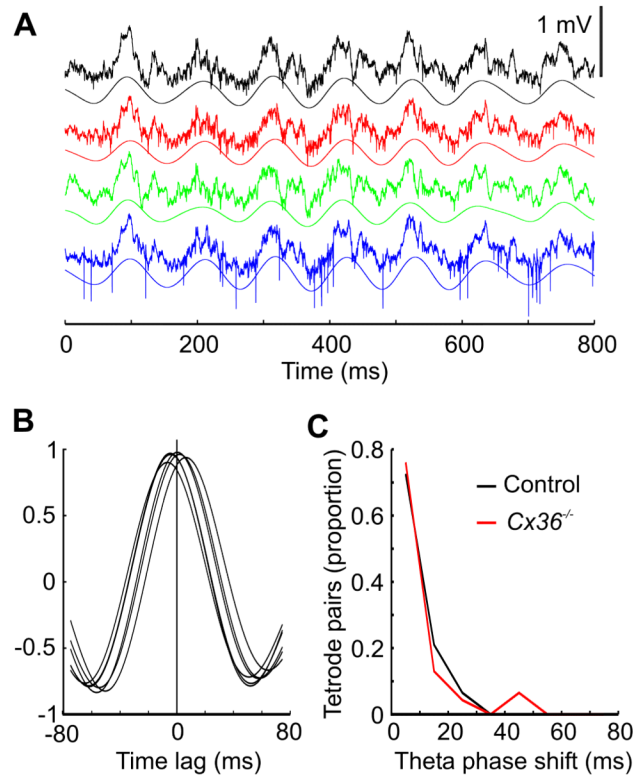 A
1 mV
0 200 400 600 800
Time (ms)
B
1
0.5
0
-0.5
-1
-80 0 80
Time lag (ms)
C
Tetrode pairs (proportion)
0.8
0.6
0.4
0.2
0
Control
Cx36-/-
0 20 40 60 80
Theta phase shift (ms)